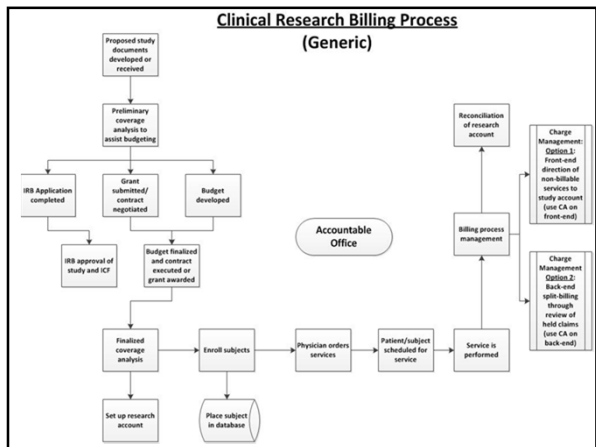 Clinical Research Billing Process
(Generic)
Proposed study
documents
developed or
received
Preliminary
coverage
analysis to
assist budgeting
IRB Application
completed
Grant
submitted/
contract
negotiated
Budget
developed
IRB approval of
study and ICF
Budget finalized
and contract
executed or
grant awarded
Accountable
Office
Reconciliation
of research
account
Charge
Management:
Option 1:
Front-end
direction of
non-billable
services to
study account
(use CA on
front-end)
Billing process
management
Charge
Management
Option 2:
Back-end
split-billing
through
review of
held claims
(use CA on
back-end)
Finalized
coverage
analysis
Enroll subjects
Physician orders
services
Patient/subject
scheduled for
service
Service is
performed
Set up research
account
Place subject
in database